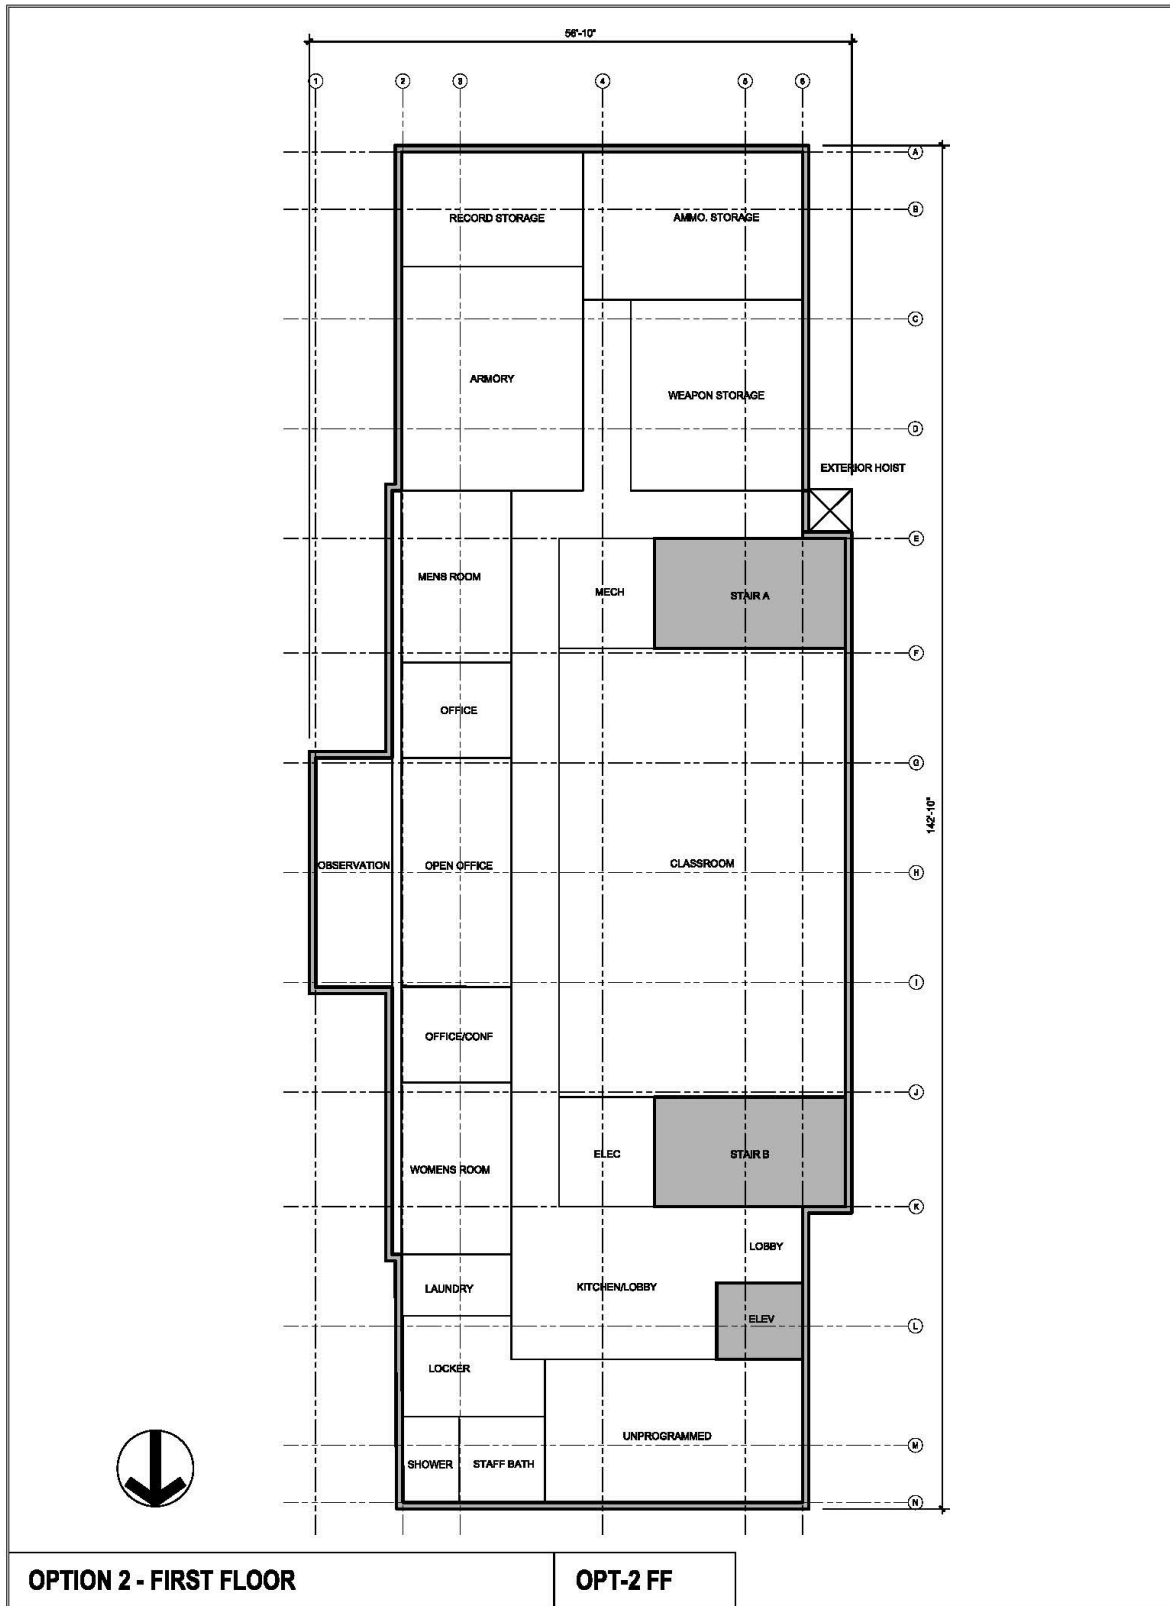 56'-10"
1 2 3 4 5 6
A
B
RECORD STORAGE
AMMO. STORAGE
C
ARMORY
WEAPON STORAGE
D
EXTERIOR HOIST
E
MENS ROOM
MECH
STAIR A
F
OFFICE
G
142'-10"
OBSERVATION
OPEN OFFICE
CLASSROOM
H
I
OFFICE/CONF
J
WOMENS ROOM
ELEC
STAIR B
K
LOBBY
LAUNDRY
KITCHEN/LOBBY
ELEV
L
LOCKER
UNPROGRAMMED
M
SHOWER
STAFF BATH
N
OPTION 2 - FIRST FLOOR
OPT-2 FF